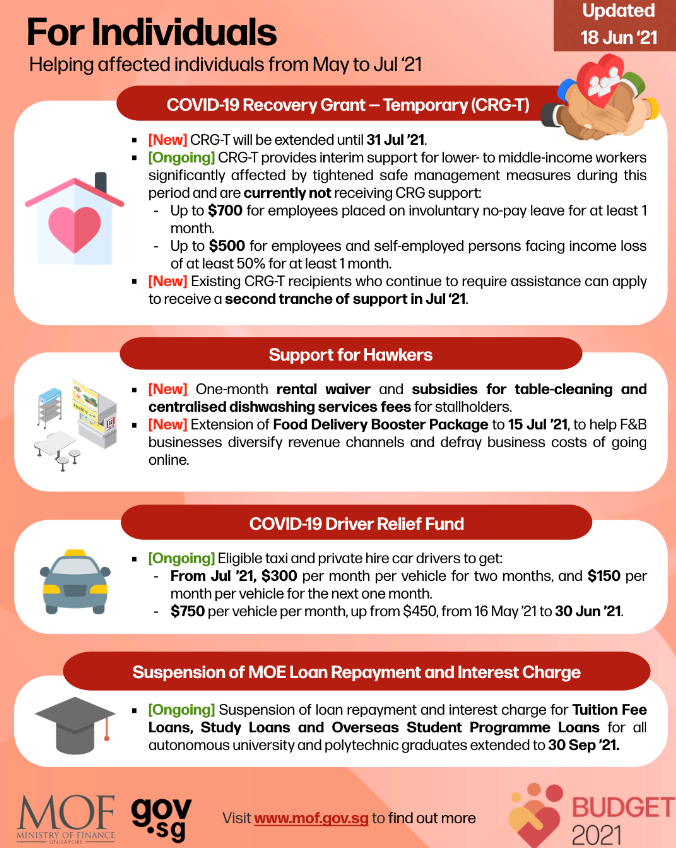 For Individuals
Updated
18 Jun ‘21
Helping affected individuals from May to Jul ‘21
COVID-19 Recovery Grant – Temporary (CRG-T)
▪ [New] CRG-T will be extended until 31 Jul ’21.
▪ [Ongoing] CRG-T provides interim support for lower- to middle-income workers
significantly affected by tightened safe management measures during this
period and are currently not receiving CRG support:
- Up to $700 for employees placed on involuntary no-pay leave for at least 1
month.
- Up to $500 for employees and self-employed persons facing income loss
of at least 50% for at least 1 month.
▪ [New] Existing CRG-T recipients who continue to require assistance can apply
to receive a second tranche of support in Jul ‘21.
Support for Hawkers
▪ [New] One-month rental waiver and subsidies for table-cleaning and
centralised dishwashing services fees for stallholders.
▪ [New] Extension of Food Delivery Booster Package to 15 Jul ’21, to help F&B
businesses diversify revenue channels and defray business costs of going
online.
COVID-19 Driver Relief Fund
▪ [Ongoing] Eligible taxi and private hire car drivers to get:
- From Jul ’21, $300 per month per vehicle for two months, and $150 per
month per vehicle for the next one month.
- $750 per vehicle per month, up from $450, from 16 May ’21 to 30 Jun ’21.
Suspension of MOE Loan Repayment and Interest Charge
▪ [Ongoing] Suspension of loan repayment and interest charge for Tuition Fee
Loans, Study Loans and Overseas Student Programme Loans for all
autonomous university and polytechnic graduates extended to 30 Sep ’21.
MOF
MINISTRY OF FINANCE
SINGAPORE
gov
.sg
Visit www.mof.gov.sg to find out more
BUDGET
2021